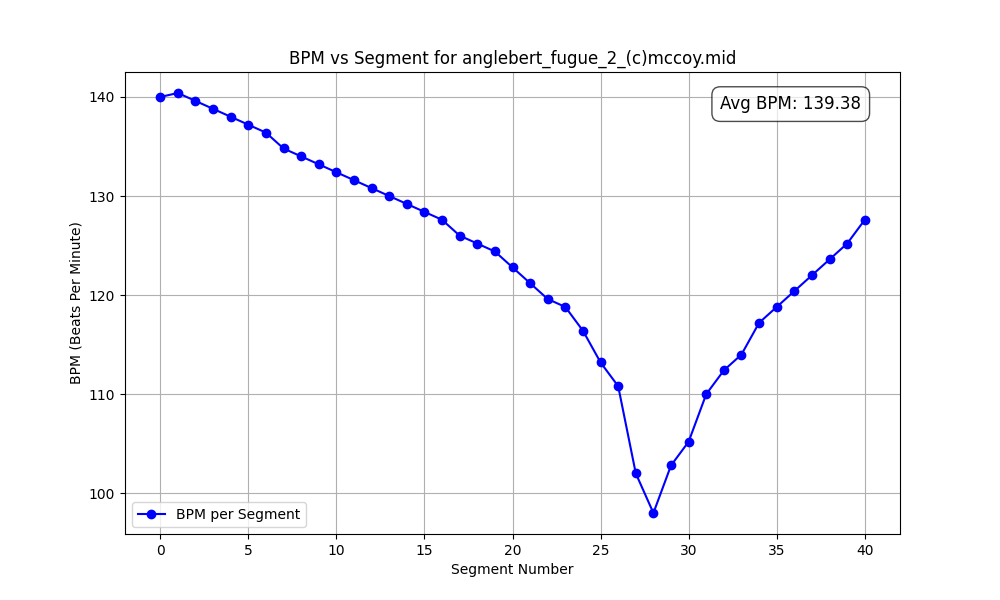 BPM vs Segment for anglebert_fugue_2_(c)mccoy.mid
Avg BPM: 139.38
BPM (Beats Per Minute)
140
130
120
110
100
BPM per Segment
0 5 10 15 20 25 30 35 40
Segment Number